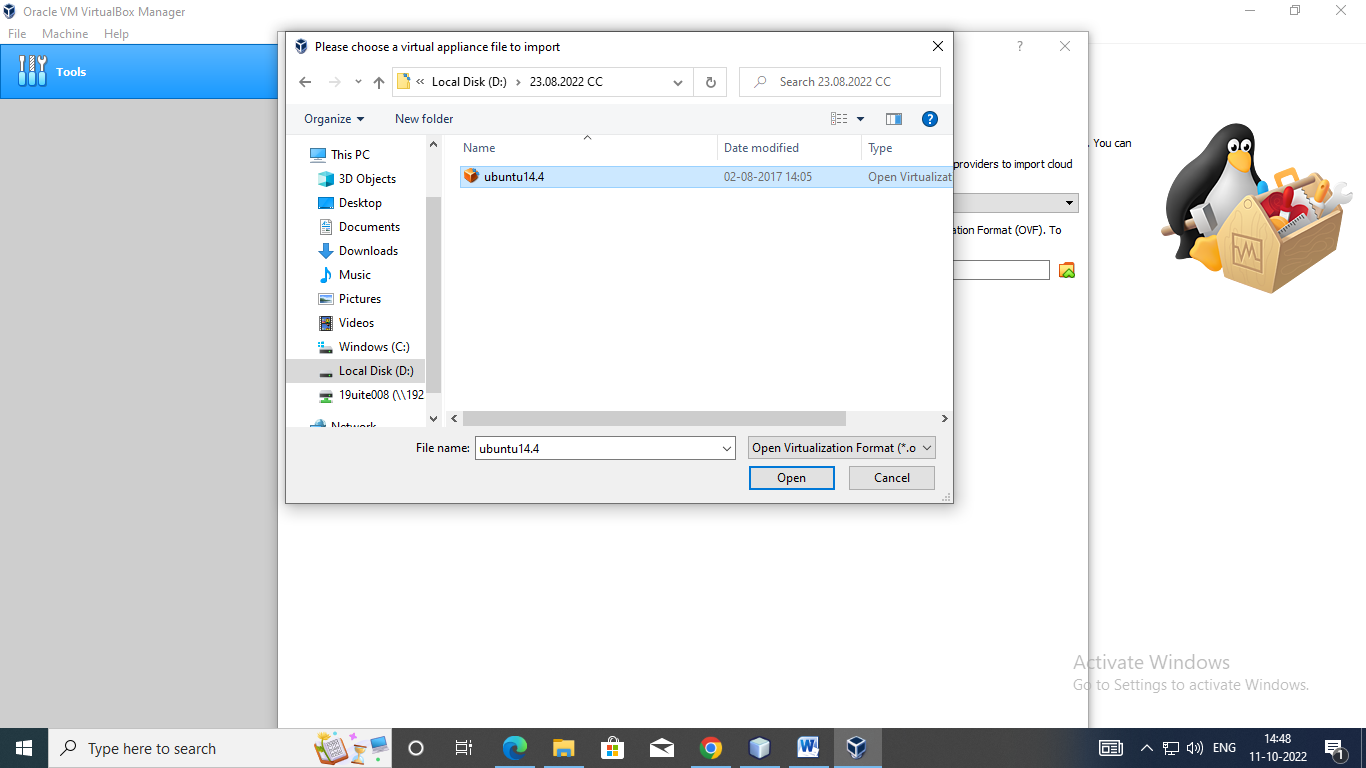 Oracle VM VirtualBox Manager
File Machine Help
Tools
Please choose a virtual appliance file to import
?
« Local Disk (D:) › 23.08.2022 CC
Search 23.08.2022 CC
Organize
New folder
?
This PC
3D Objects
Desktop
Documents
Downloads
Music
Pictures
Videos
Windows (C:)
Local Disk (D:)
19uite008 (\\192
Network
Name Date modified Type
ubuntu14.4 02-08-2017 14:05 Open Virtualizat
File name: ubuntu14.4
Open Virtualization Format (*.o
Open Cancel
. You can
providers to import cloud
ation Format (OVF). To
Activate Windows
Go to Settings to activate Windows.
Type here to search
ENG
14:48
11-10-2022
1